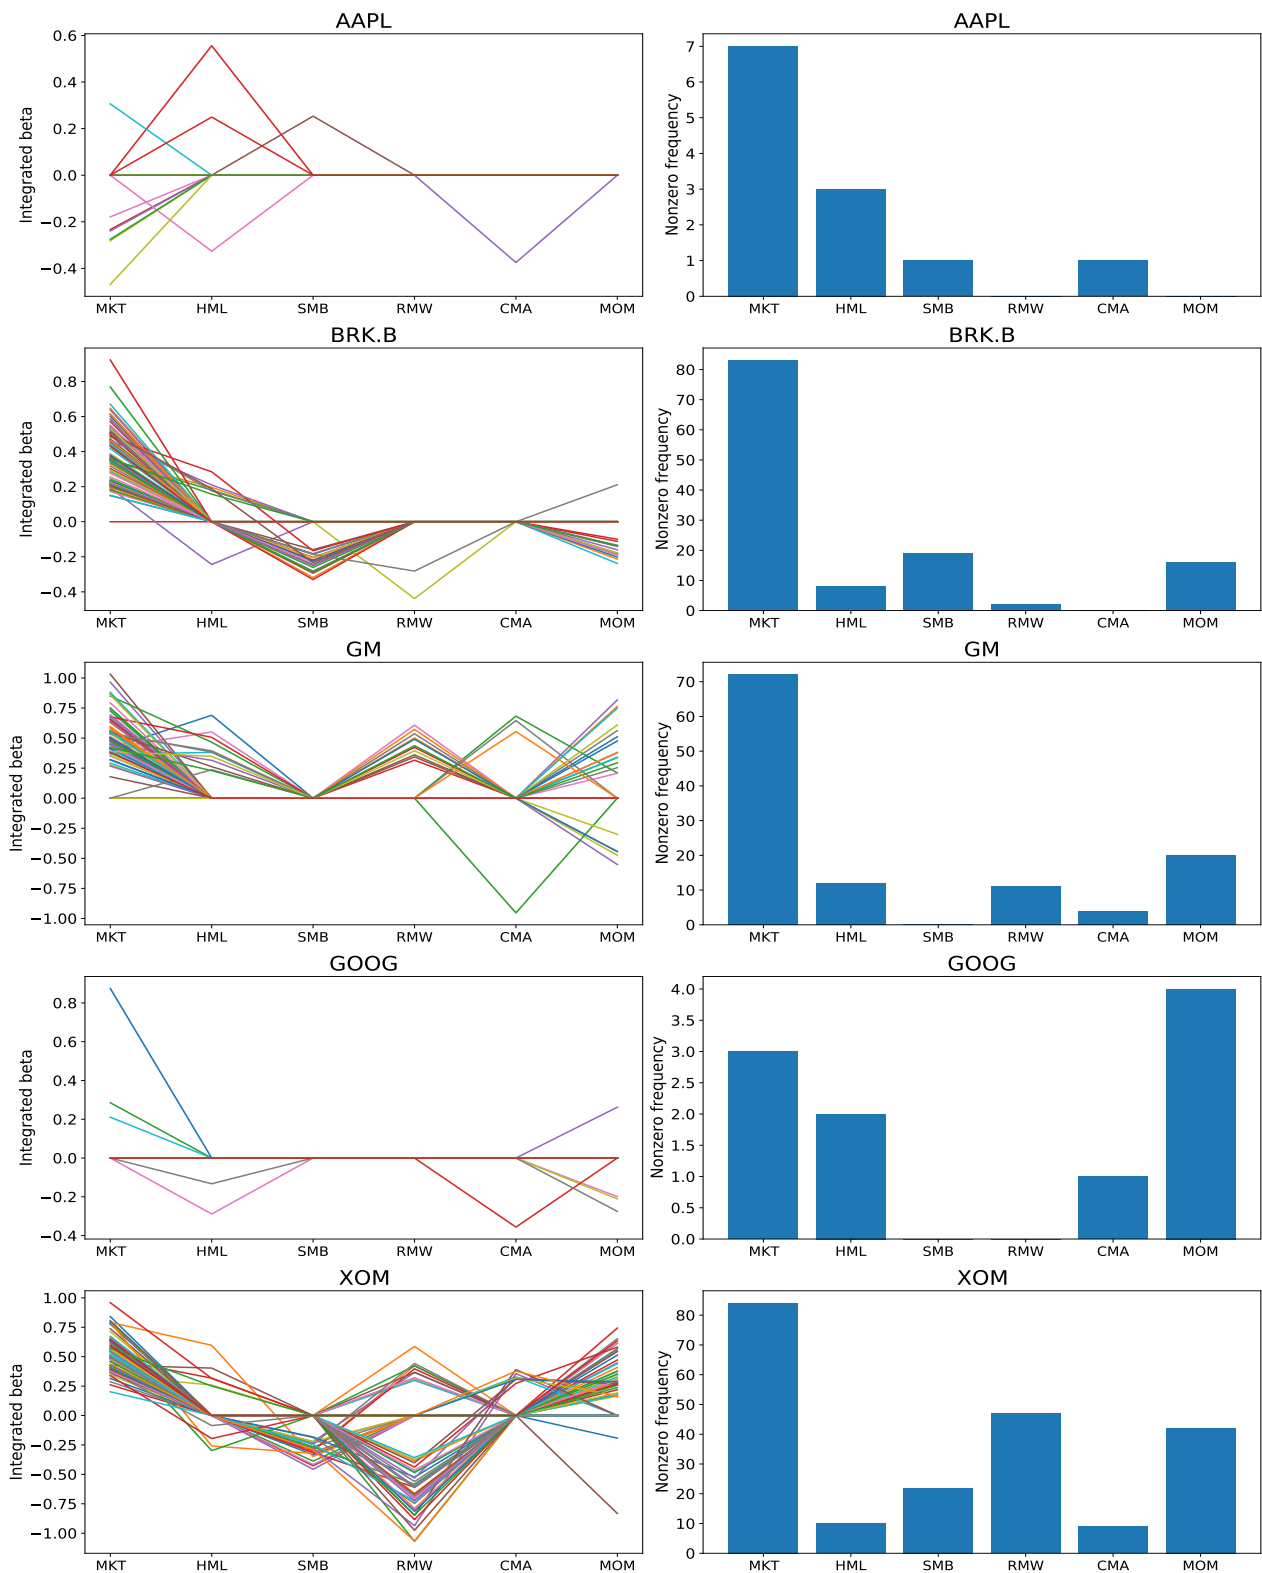 AAPL
Integrated beta
0.6
0.4
0.2
0.0
−0.2
−0.4
MKT HML SMB RMW CMA MOM
AAPL
Nonzero frequency
7
6
5
4
3
2
1
0
MKT HML SMB RMW CMA MOM
BRK.B
Integrated beta
0.8
0.6
0.4
0.2
0.0
−0.2
−0.4
MKT HML SMB RMW CMA MOM
BRK.B
Nonzero frequency
80
70
60
50
40
30
20
10
0
MKT HML SMB RMW CMA MOM
GM
Integrated beta
1.00
0.75
0.50
0.25
0.00
−0.25
−0.50
−0.75
−1.00
MKT HML SMB RMW CMA MOM
GM
Nonzero frequency
70
60
50
40
30
20
10
0
MKT HML SMB RMW CMA MOM
GOOG
Integrated beta
0.8
0.6
0.4
0.2
0.0
−0.2
−0.4
MKT HML SMB RMW CMA MOM
GOOG
Nonzero frequency
4.0
3.5
3.0
2.5
2.0
1.5
1.0
0.5
0.0
MKT HML SMB RMW CMA MOM
XOM
Integrated beta
1.00
0.75
0.50
0.25
0.00
−0.25
−0.50
−0.75
−1.00
MKT HML SMB RMW CMA MOM
XOM
Nonzero frequency
80
70
60
50
40
30
20
10
0
MKT HML SMB RMW CMA MOM